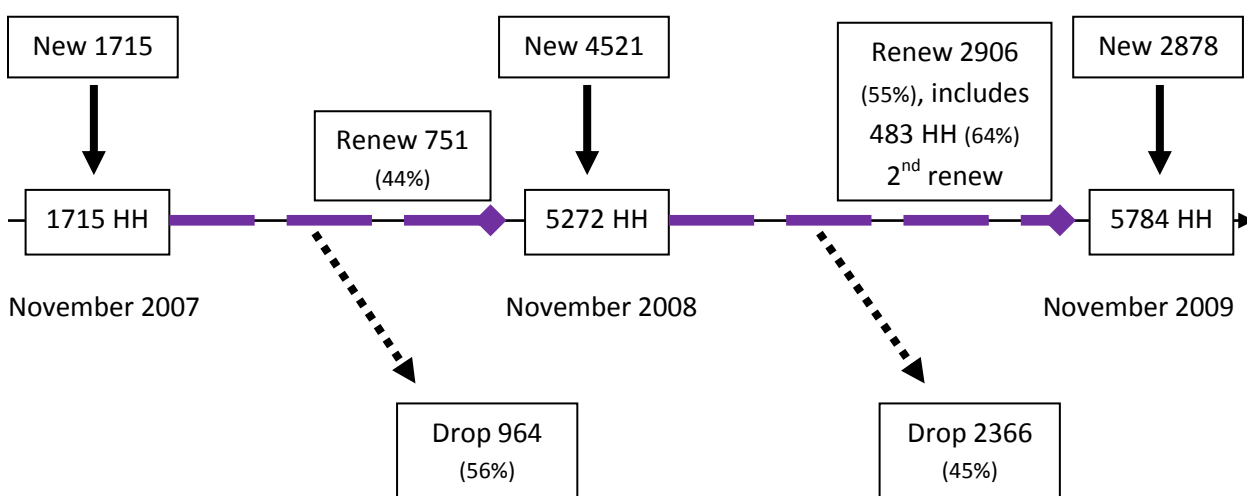 New 1715
New 4521
Renew 2906
(55%), includes
483 HH (64%)
2nd renew
New 2878
Renew 751
(44%)
1715 HH
5272 HH
5784 HH
November 2007
November 2008
November 2009
Drop 964
(56%)
Drop 2366
(45%)